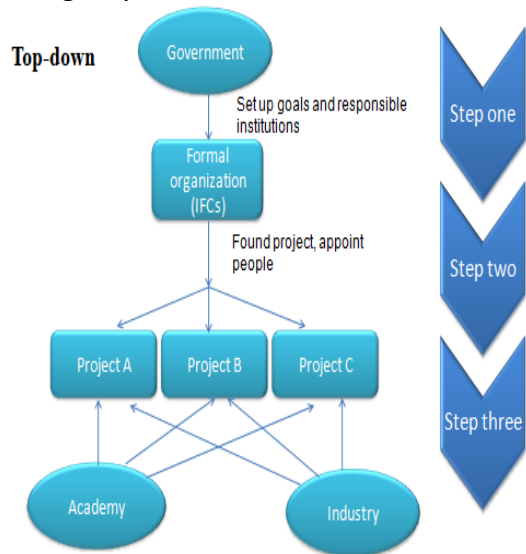 Top-down
Government
Step one
Set up goals and responsible
institutions
Formal
organization
(IFCs)
Found project, appoint
people
Step two
Project A
Project B
Project C
Step three
Academy
Industry